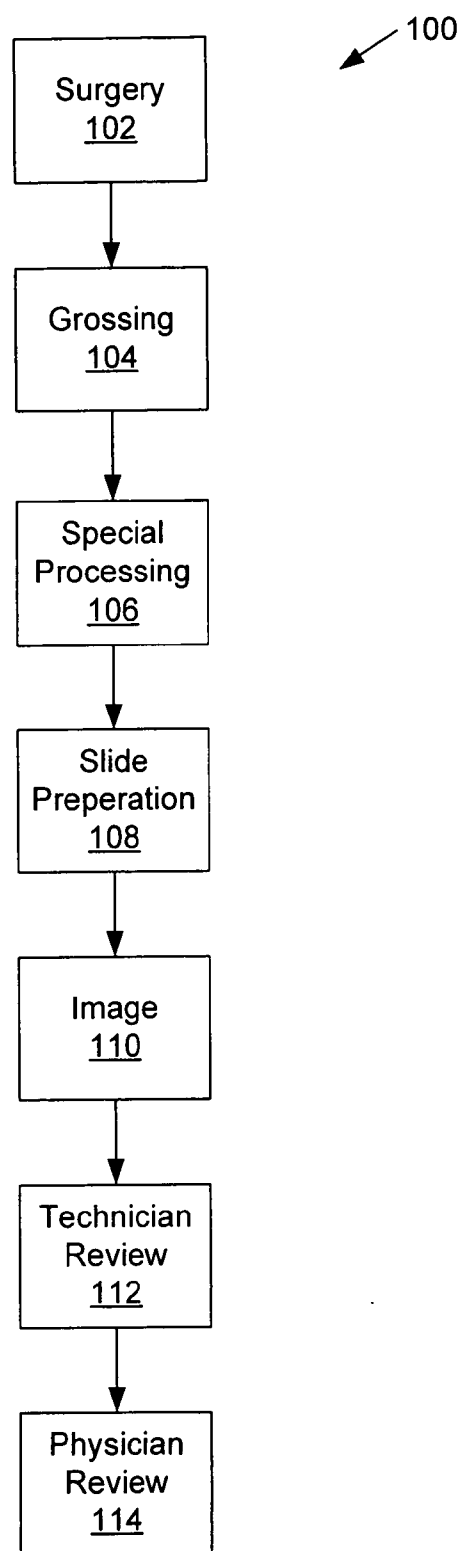 100
Surgery
102
Grossing
104
Special
Processing
106
Slide
Preperation
108
Image
110
Technician
Review
112
Physician
Review
114